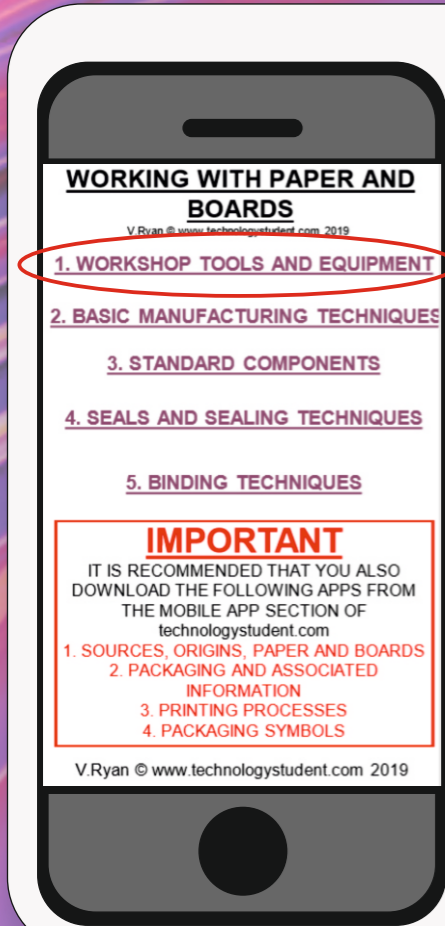 WORKING WITH PAPER AND
BOARDS
V.Ryan © www.technologystudent.com 2019
1. WORKSHOP TOOLS AND EQUIPMENT
2. BASIC MANUFACTURING TECHNIQUES
3. STANDARD COMPONENTS
4. SEALS AND SEALING TECHNIQUES
5. BINDING TECHNIQUES
IMPORTANT
IT IS RECOMMENDED THAT YOU ALSO
DOWNLOAD THE FOLLOWING APPS FROM
THE MOBILE APP SECTION OF
technologystudent.com
1. SOURCES, ORIGINS, PAPER AND BOARDS
2. PACKAGING AND ASSOCIATED
INFORMATION
3. PRINTING PROCESSES
4. PACKAGING SYMBOLS
V.Ryan © www.technologystudent.com 2019